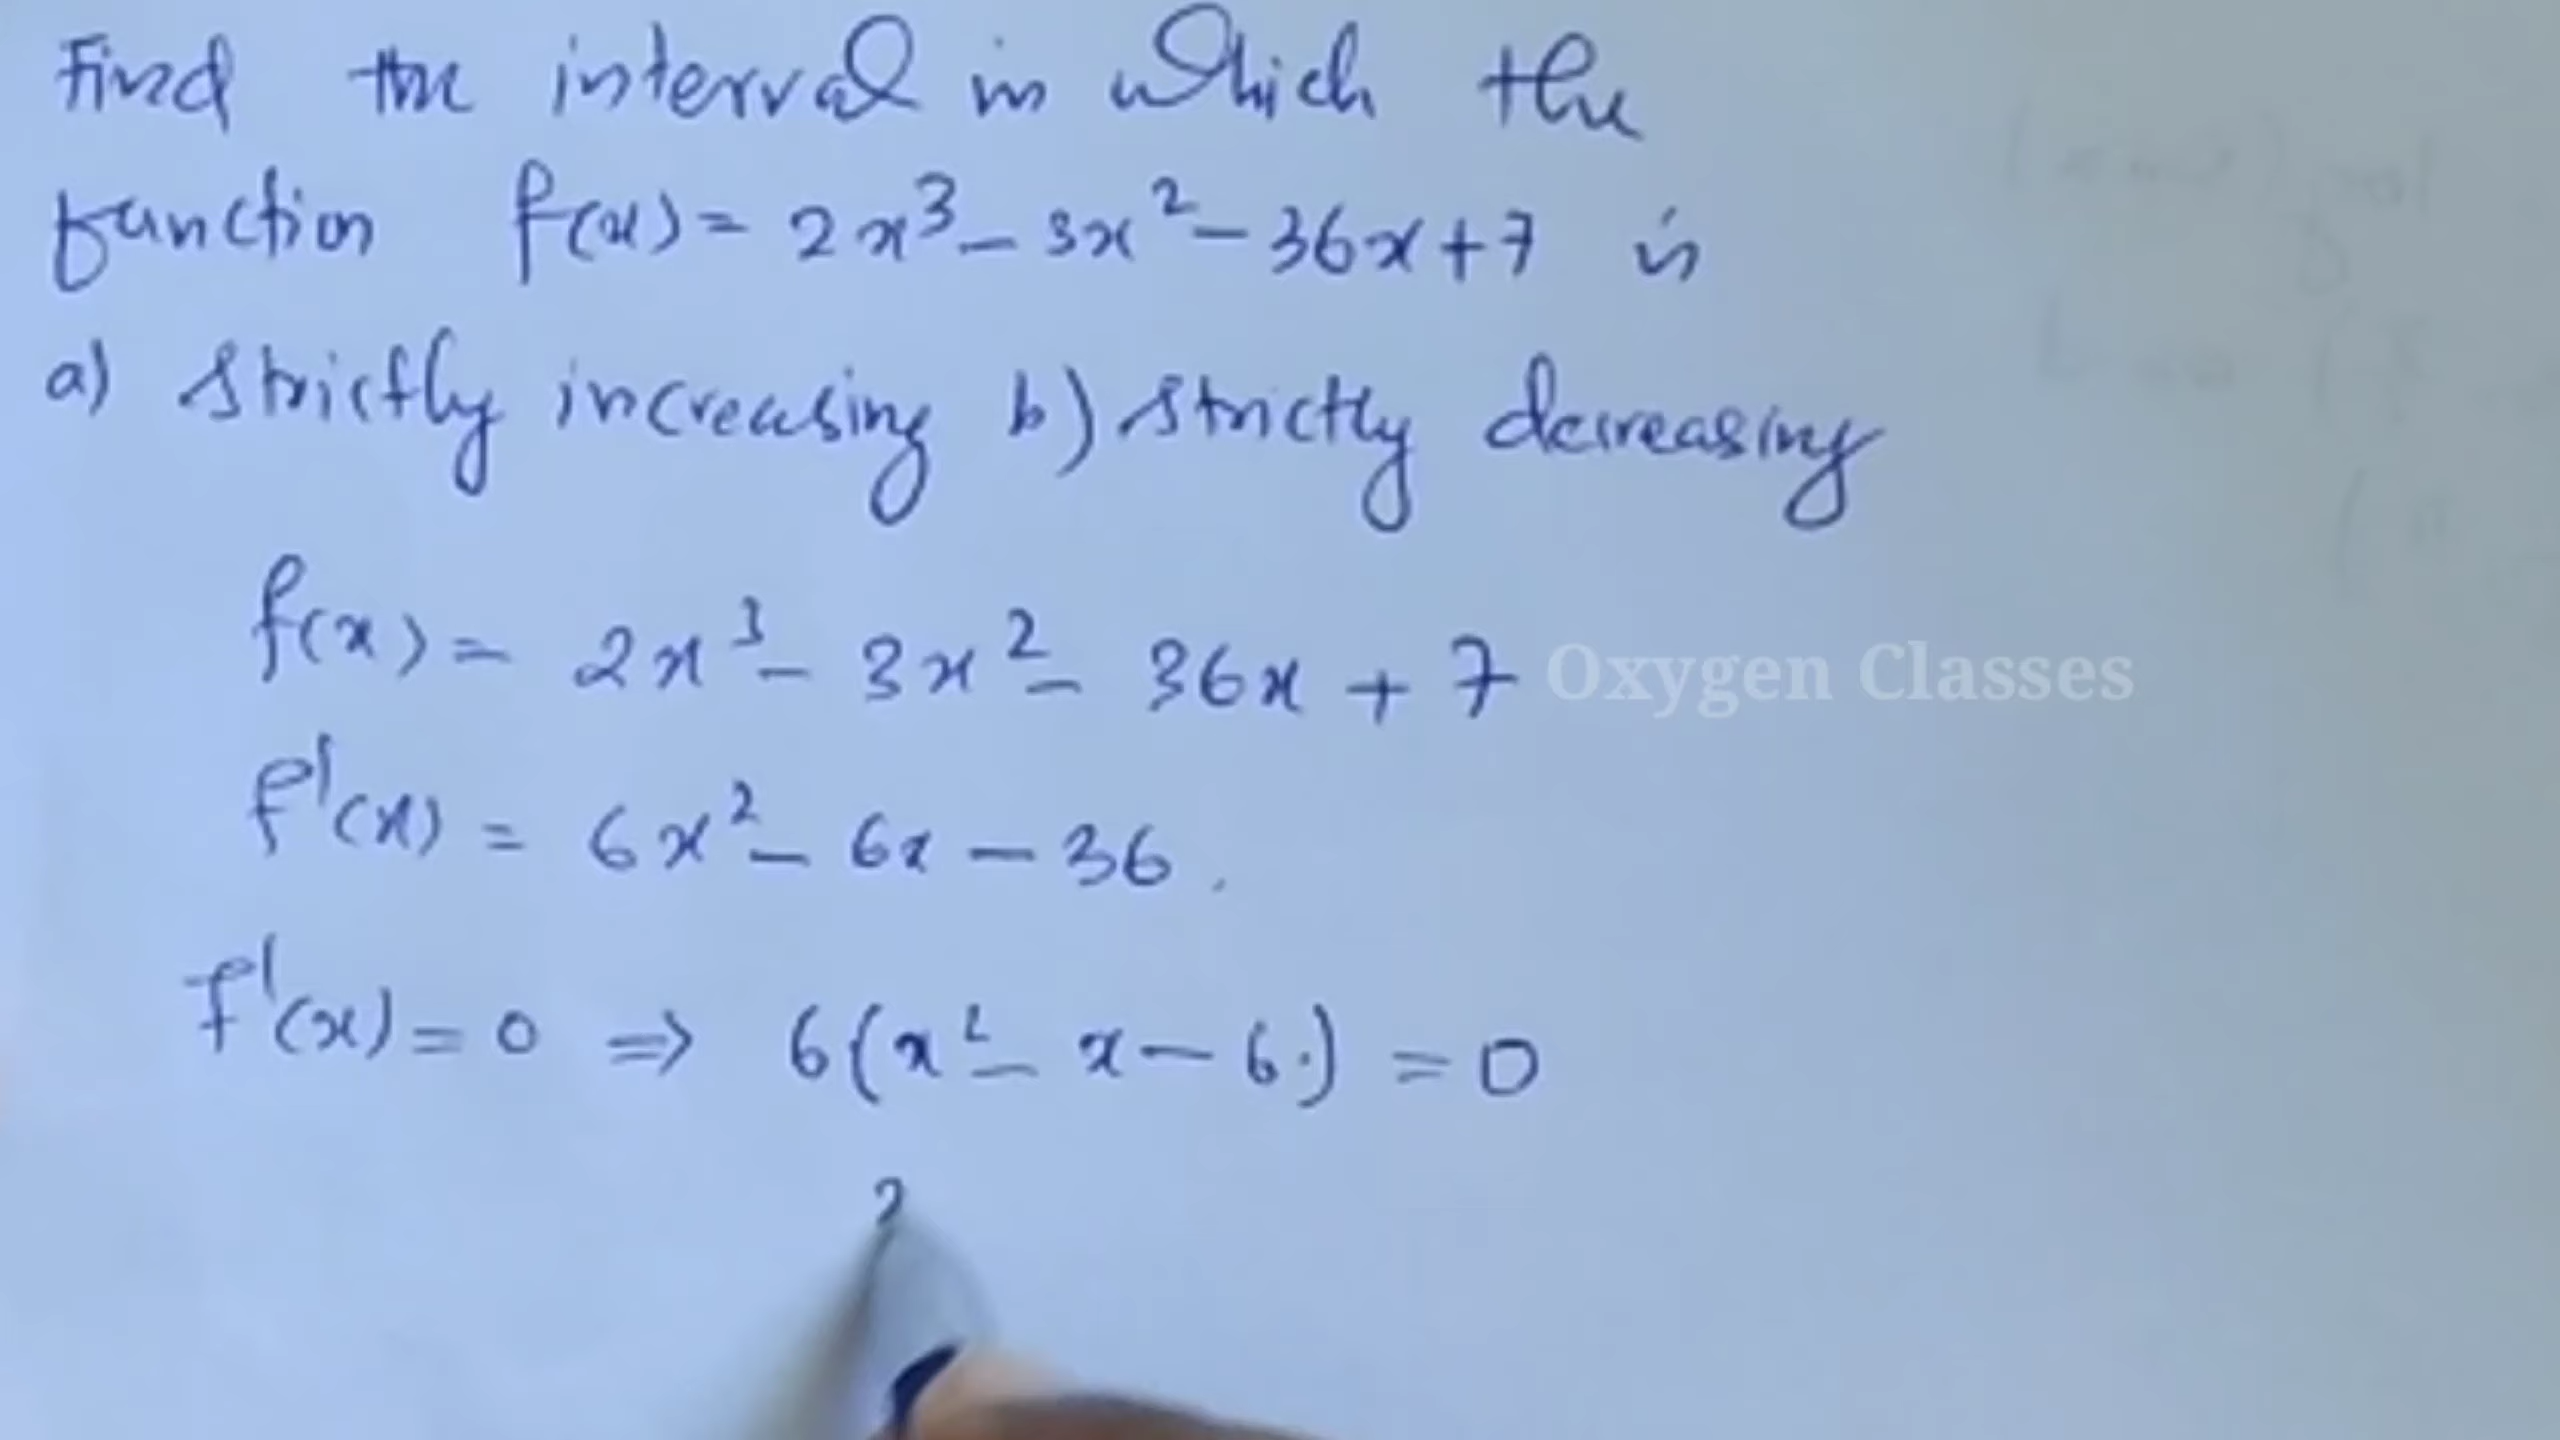 Find the interval in which the
function f(x) = 2x³ - 3x² - 36x + 7 is
a) strictly increasing b) strictly decreasing
f(x) = 2x³ - 3x² - 36x + 7
Oxygen Classes
f'(x) = 6x² - 6x - 36.
f'(x) = 0 ⇒ 6(x² - x - 6.) = 0